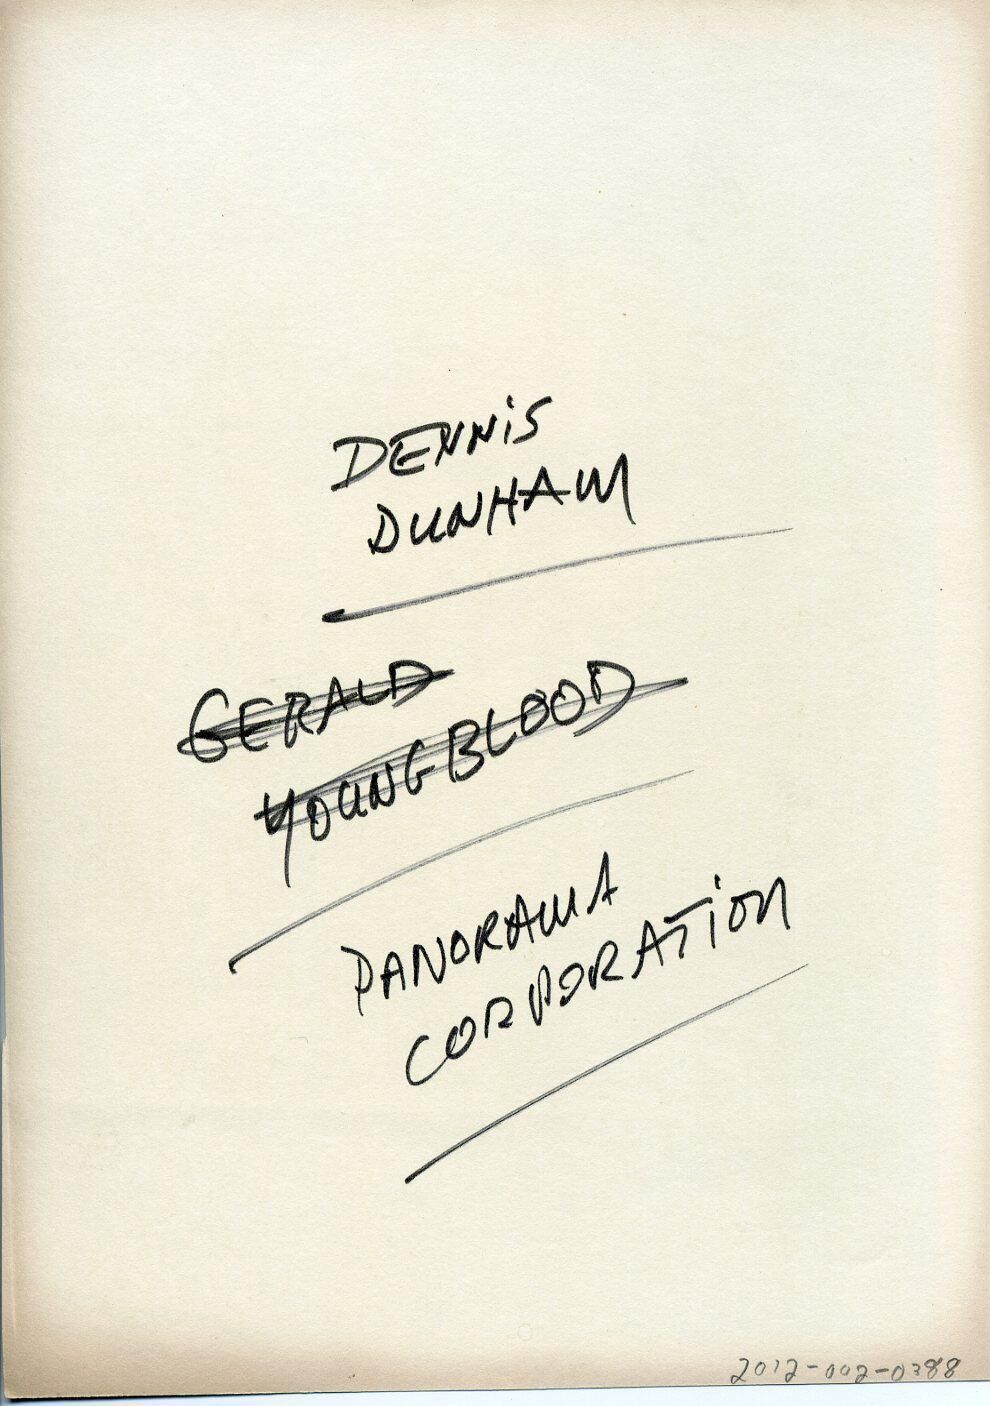 DENNiS
DUNHAM
GERALD
YOUNGBLOOD
PANORAMA
CORPORATiON
2012-002-0388